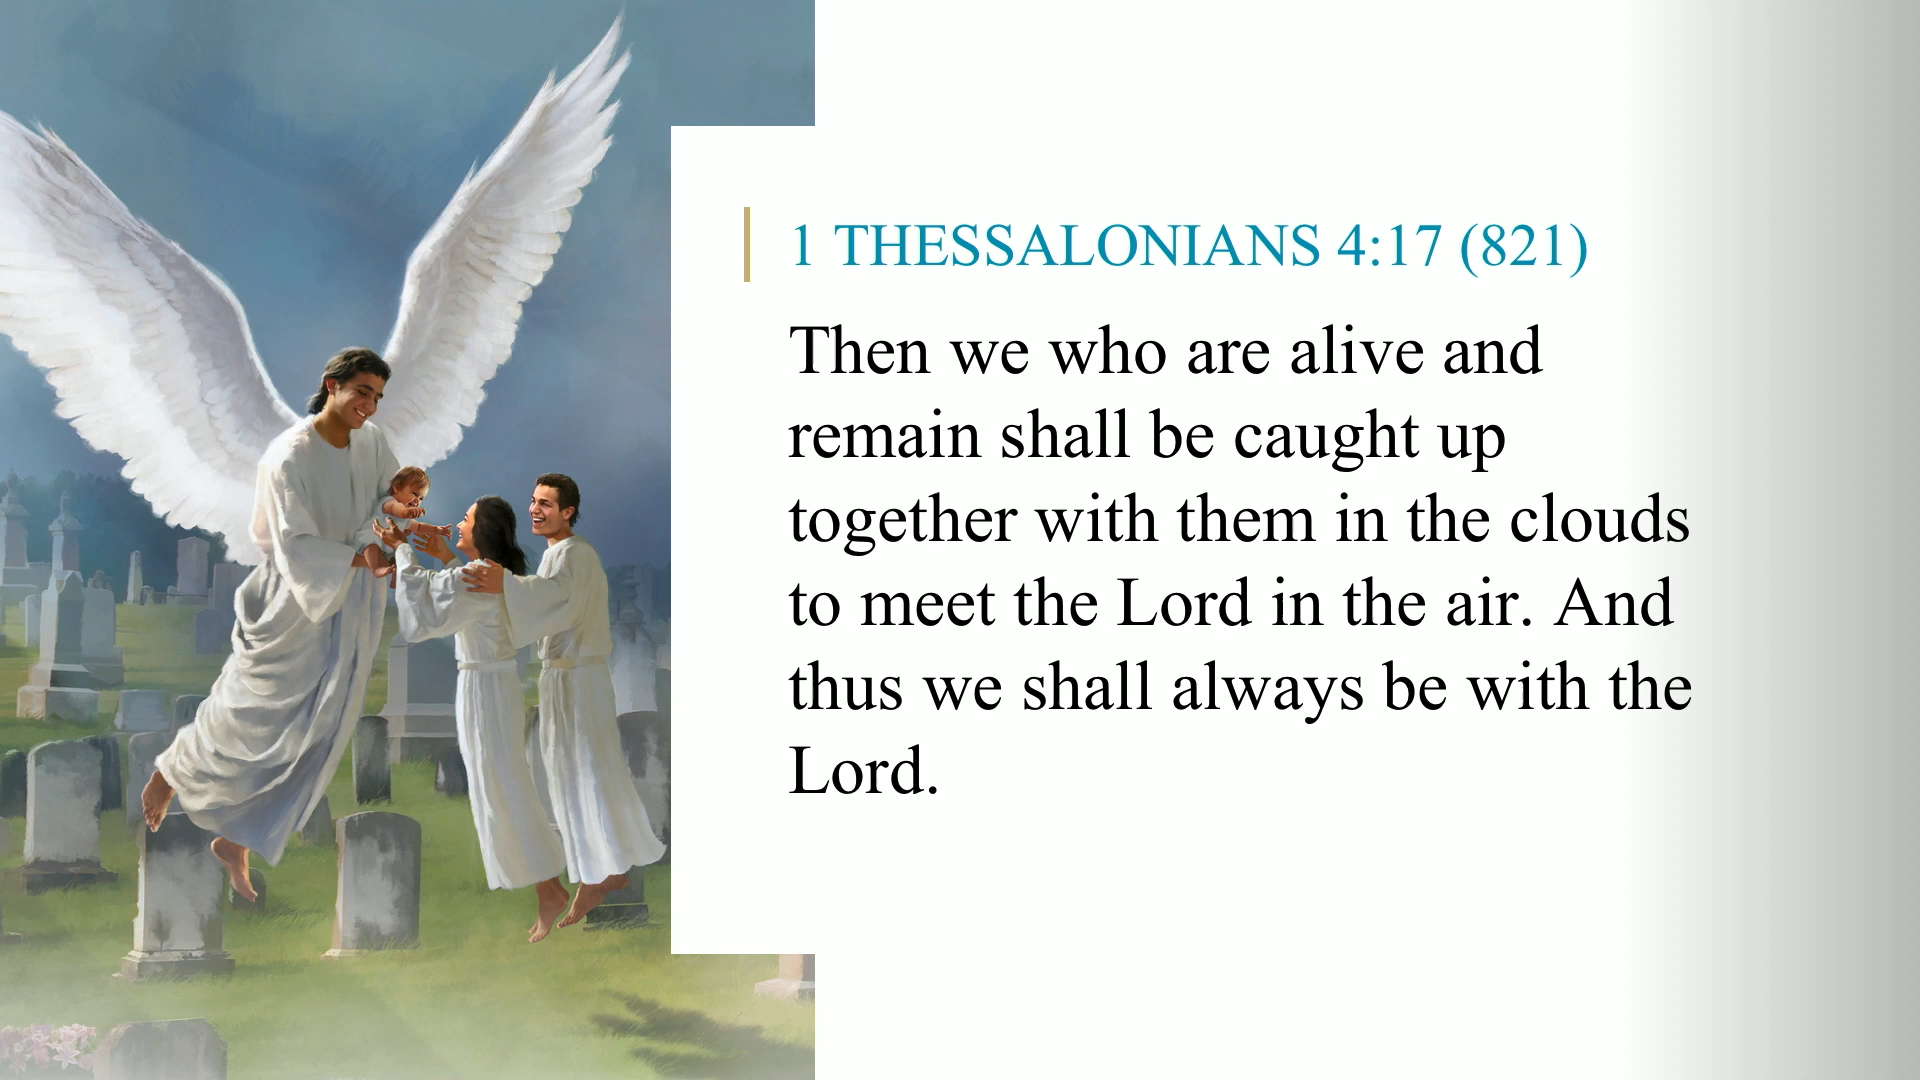 1 THESSALONIANS 4:17 (821)
Then we who are alive and
remain shall be caught up
together with them in the clouds
to meet the Lord in the air. And
thus we shall always be with the
Lord.